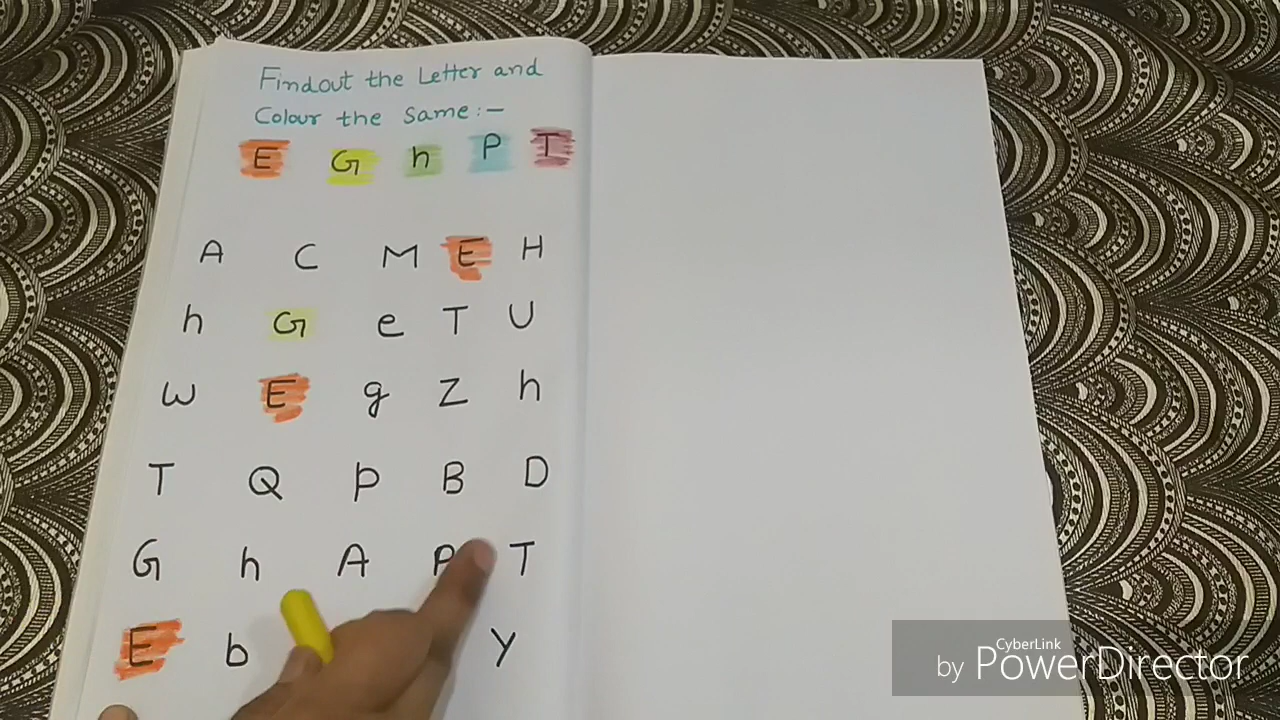 Findout the Letter and
Colour the Same:-
E G h P T
A C M E H
h G e T U
w E g Z h
T Q p B D
G h A P T
E b y
CyberLink
by PowerDirector